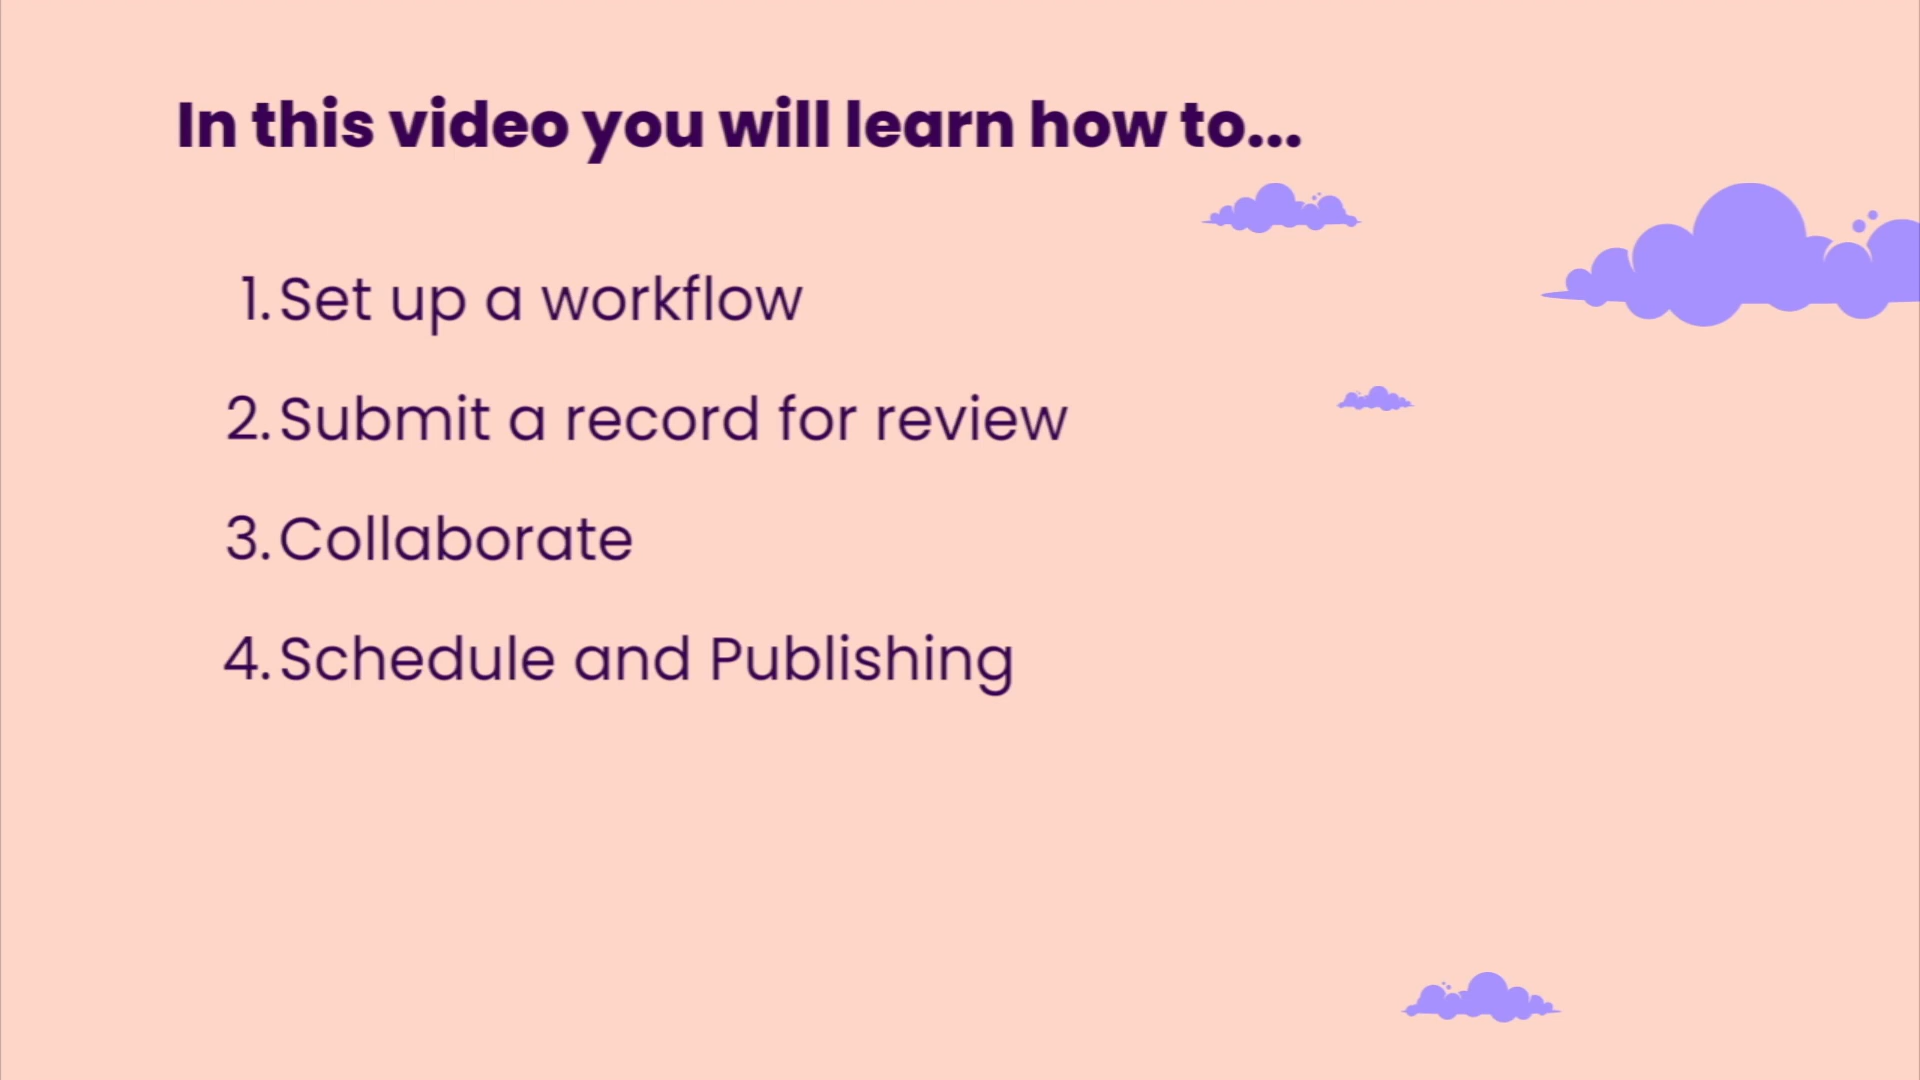 In this video you will learn how to...
1. Set up a workflow
2. Submit a record for review
3. Collaborate
4. Schedule and Publishing